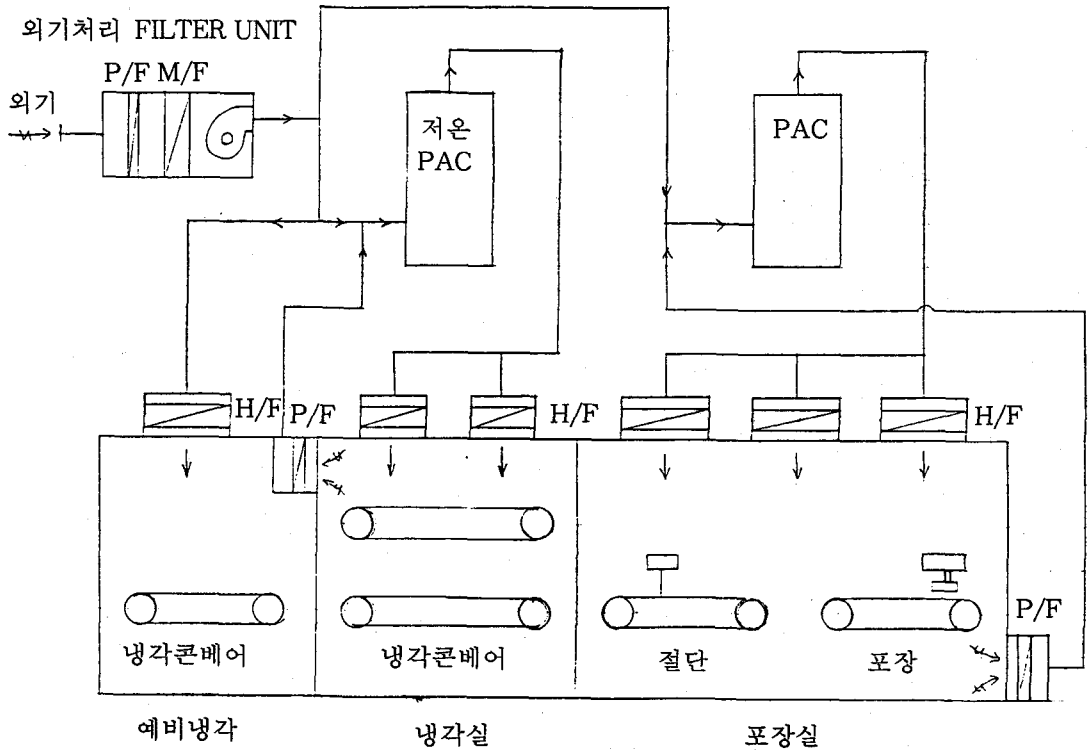 외기처리 FILTER UNIT
P/F M/F
외기
저온
PAC
PAC
H/F
P/F
H/F
H/F
P/F
냉각콘베어
냉각콘베어
절단
포장
예비냉각
냉각실
포장실